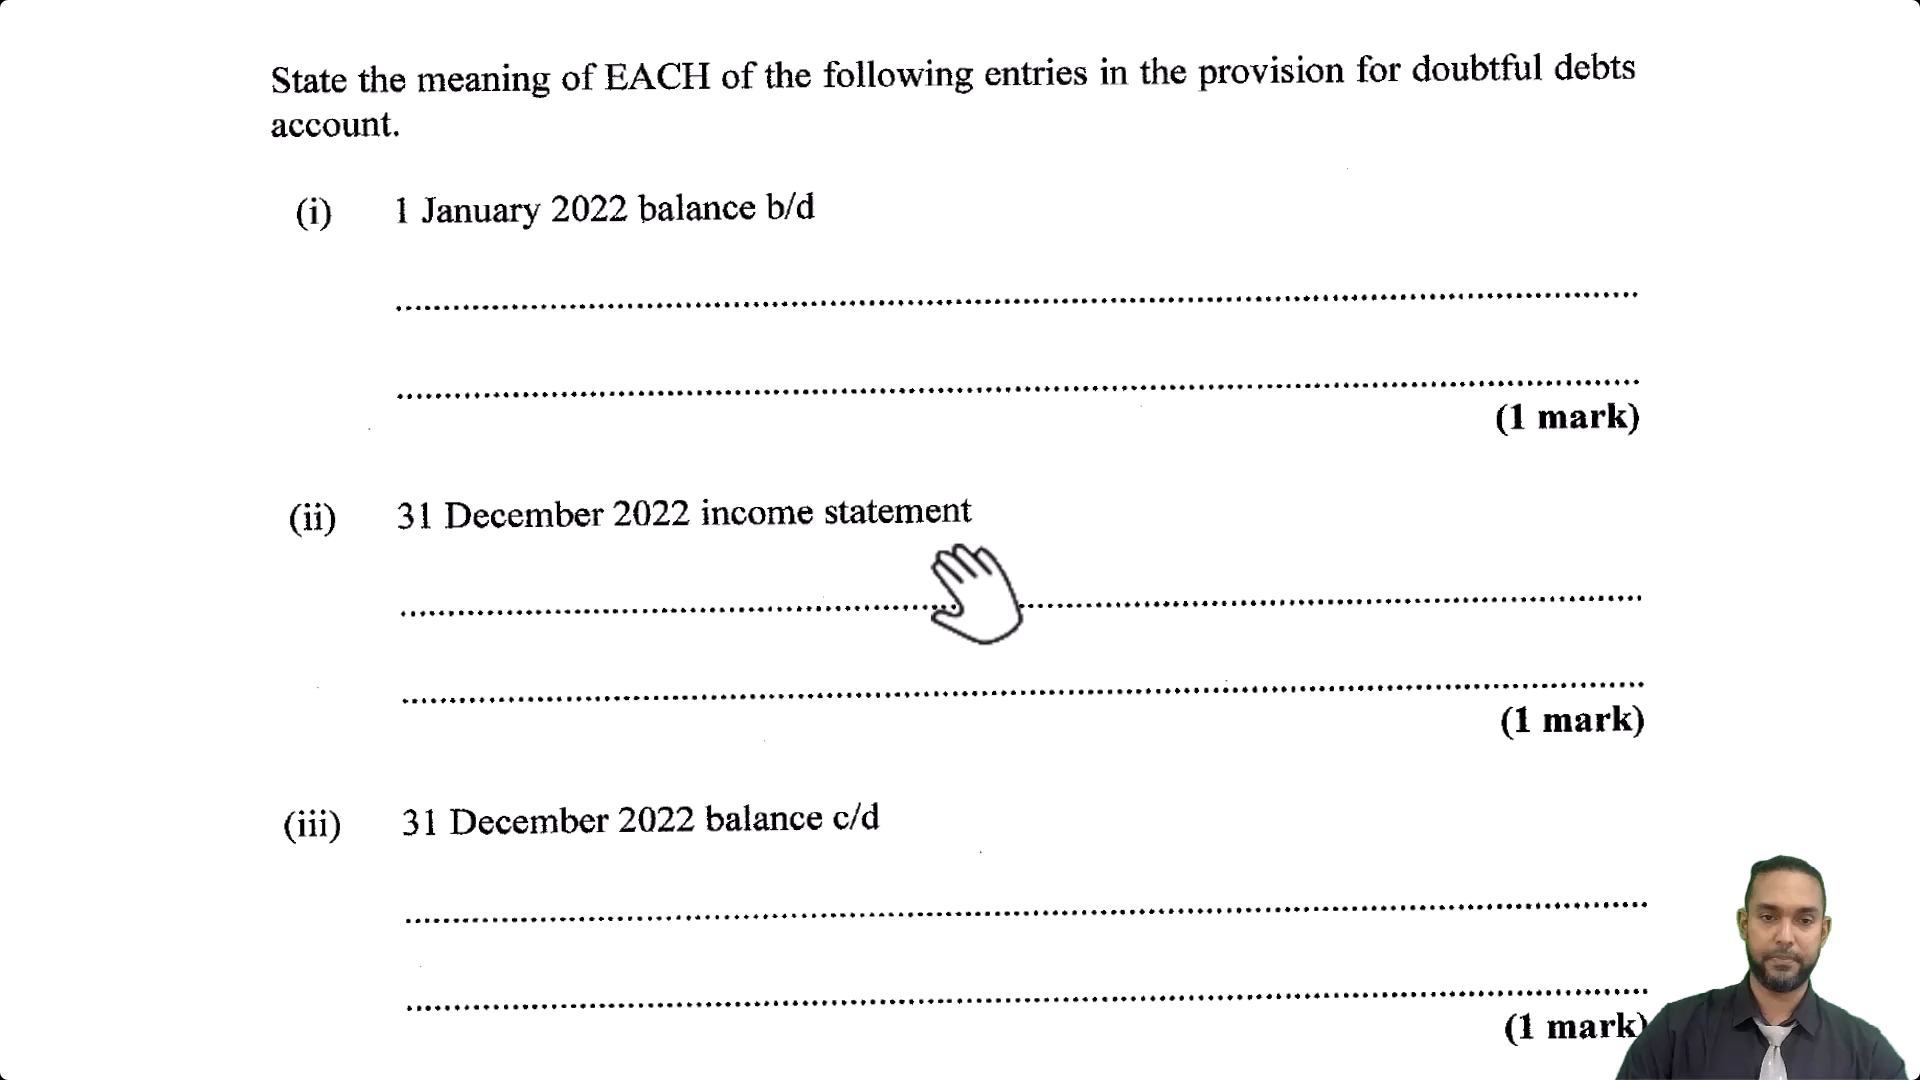 State the meaning of EACH of the following entries in the provision for doubtful debts
account.
(i) 1 January 2022 balance b/d
(1 mark)
(ii) 31 December 2022 income statement
(1 mark)
(iii) 31 December 2022 balance c/d
(1 mark)